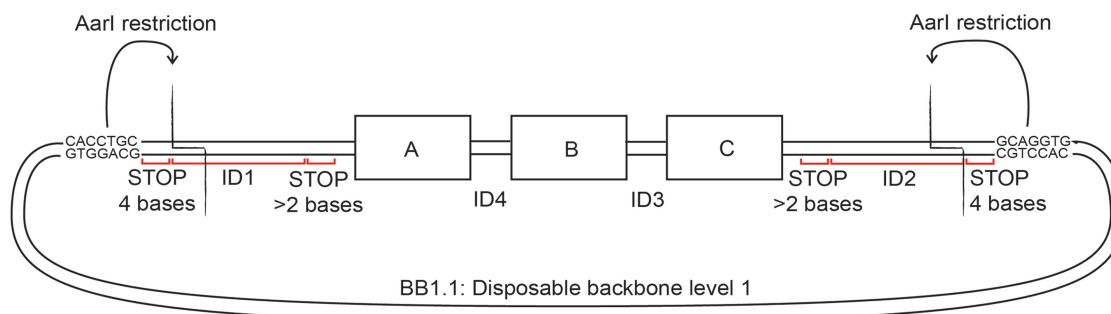 AarI restriction
AarI restriction
CACCTGC
GTGGACG
A
B
C
GCAGGTG
CGTCCAC
STOP
4 bases
ID1
STOP
>2 bases
ID4
ID3
STOP
>2 bases
ID2
STOP
4 bases
BB1.1: Disposable backbone level 1